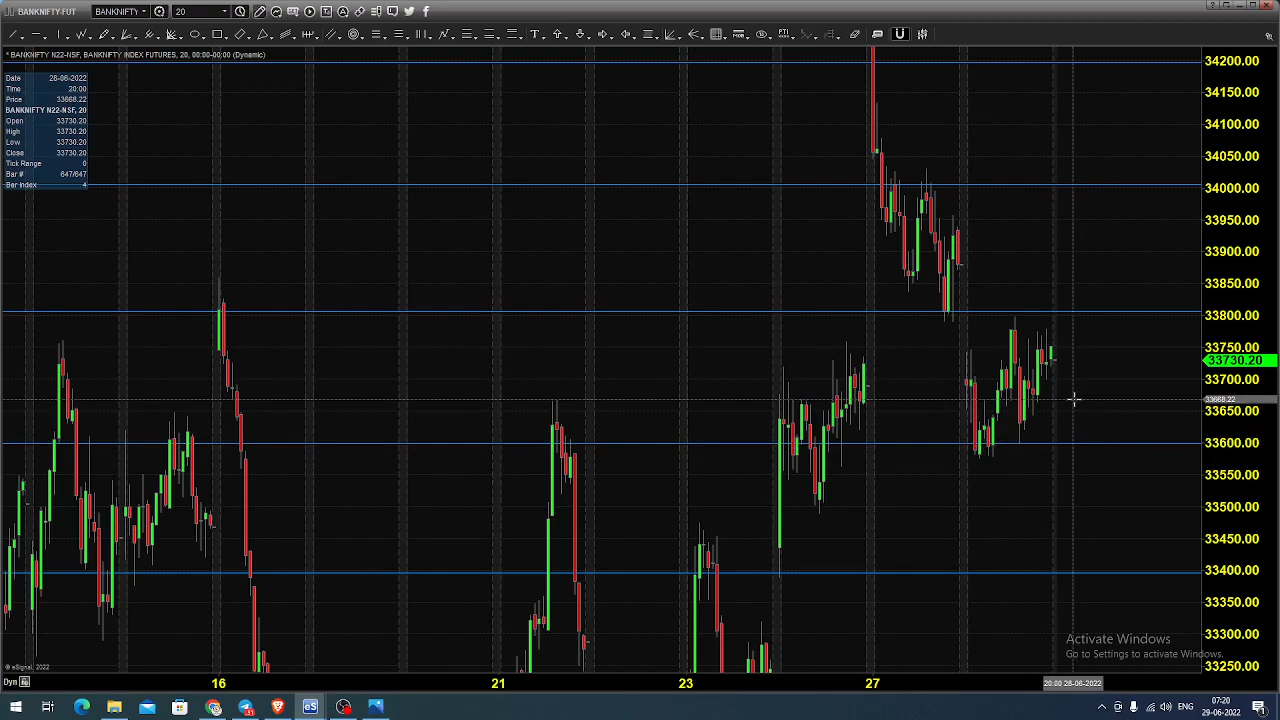 BANKNIFTY-FUT
BANKNIFTY
20
* BANKNIFTY N22-NSF, BANKNIFTY INDEX FUTURES, 20, 00:00-00:00 (Dynamic)
Date 28-06-2022
Time 20:00
Price 33668.22
BANKNIFTY N22-NSF, 20
Open 33730.20
High 33730.20
Low 33730.20
Close 33730.20
Tick Range 0
Bar # 647/647
Bar Index 4
34200.00
34150.00
34100.00
34050.00
34000.00
33950.00
33900.00
33850.00
33800.00
33750.00
33730.20
33700.00
33668.22
33650.00
33600.00
33550.00
33500.00
33450.00
33400.00
33350.00
33300.00
33250.00
Activate Windows
Go to Settings to activate Windows.
© eSignal, 2022
Dyn
16
21
23
27
20:00 28-06-2022
eS
ENG
07:20
29-06-2022